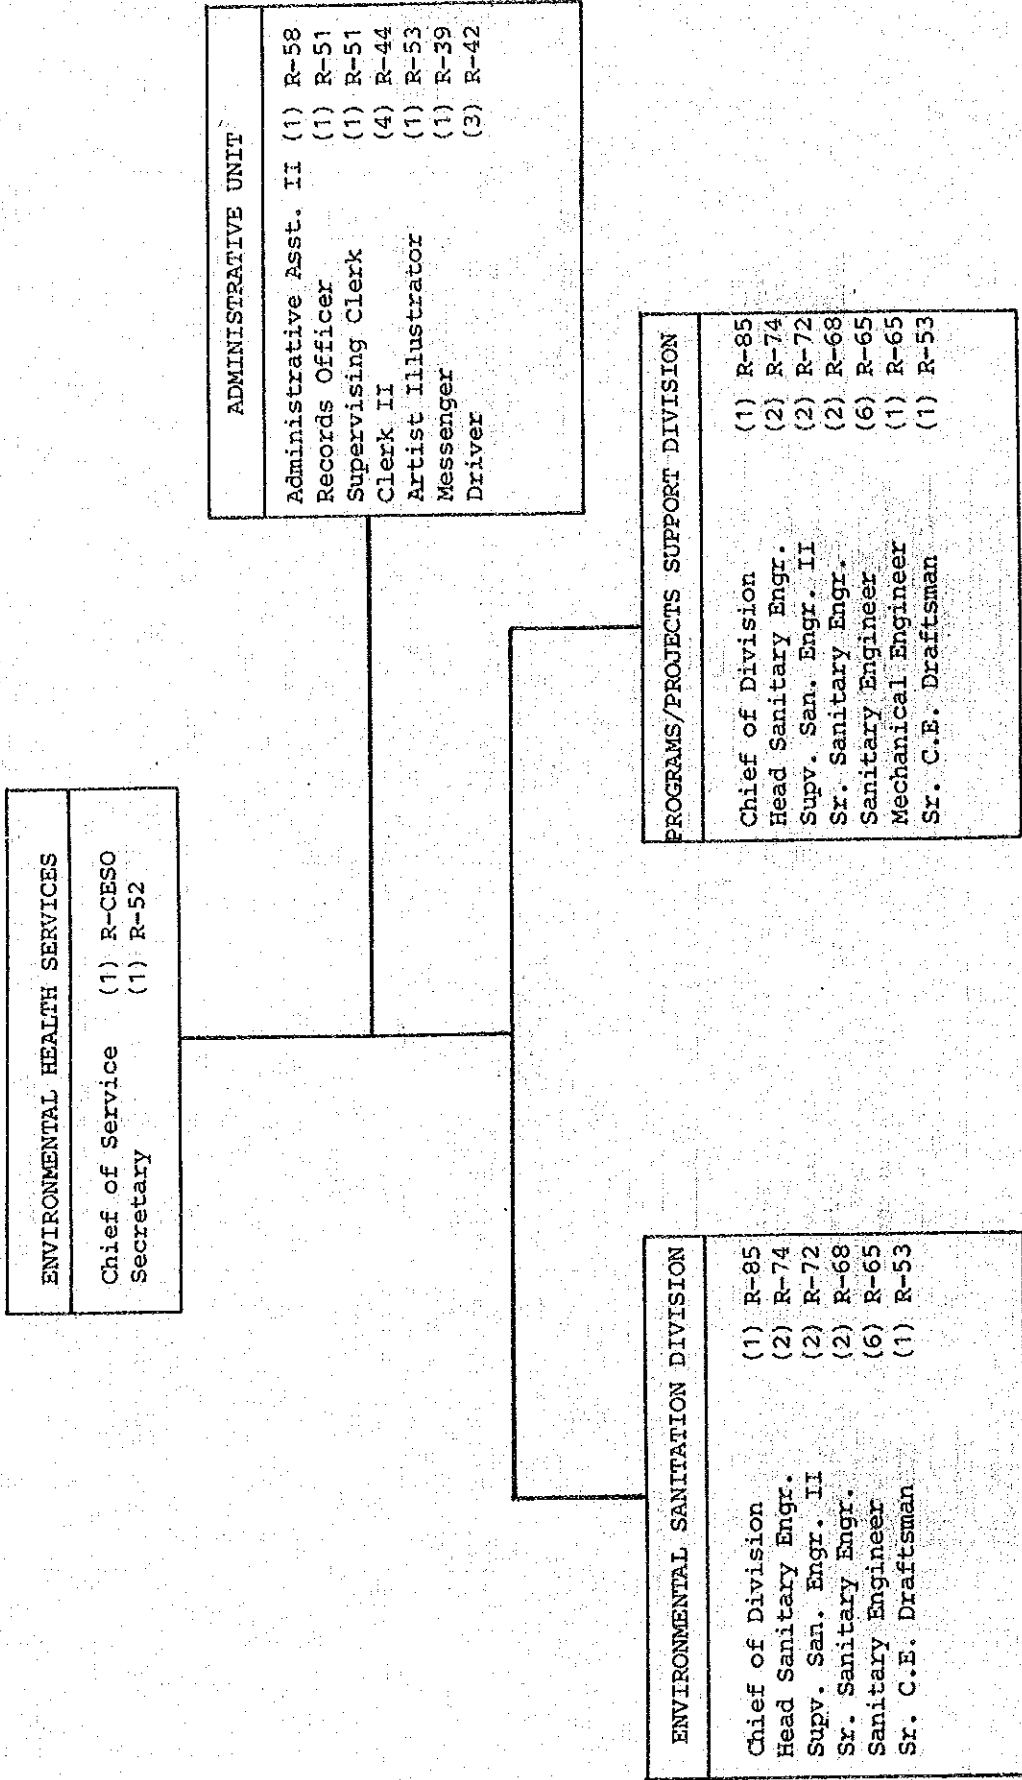 ENVIRONMENTAL HEALTH SERVICES
Chief of Service (1) R-CESO
Secretary (1) R-52
ADMINISTRATIVE UNIT
Administrative Asst. II (1) R-58
Records Officer (1) R-51
Supervising Clerk (1) R-51
Clerk II (4) R-44
Artist Illustrator (1) R-53
Messenger (1) R-39
Driver (3) R-42
ENVIRONMENTAL SANITATION DIVISION
Chief of Division (1) R-85
Head Sanitary Engr. (2) R-74
Supv. San. Engr. II (2) R-72
Sr. Sanitary Engr. (2) R-68
Sanitary Engineer (6) R-65
Sr. C.E. Draftsman (1) R-53
PROGRAMS/PROJECTS SUPPORT DIVISION
Chief of Division (1) R-85
Head Sanitary Engr. (2) R-74
Supv. San. Engr. II (2) R-72
Sr. Sanitary Engr. (2) R-68
Sanitary Engineer (6) R-65
Mechanical Engineer (1) R-65
Sr. C.E. Draftsman (1) R-53